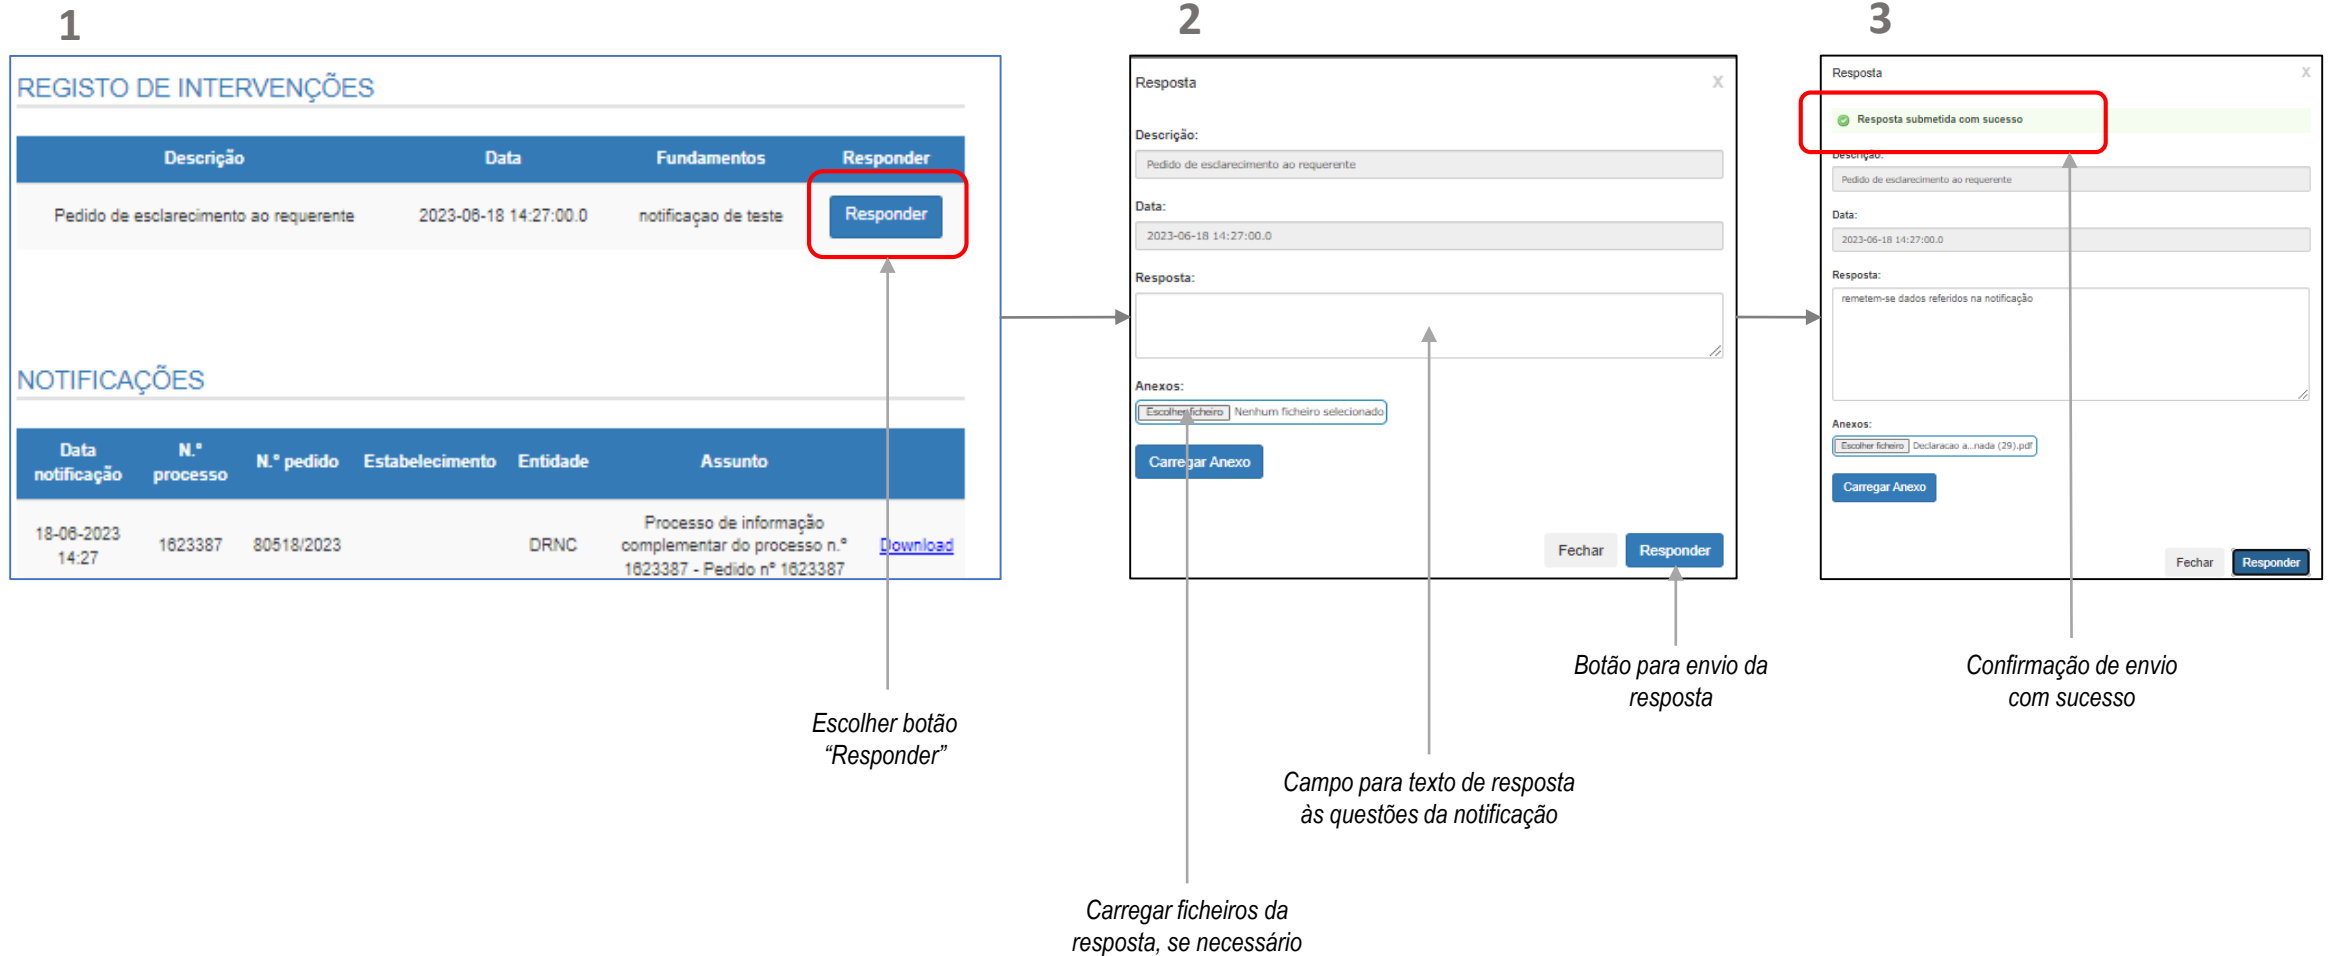 1
REGISTO DE INTERVENÇÕES
Descrição Data Fundamentos Responder
Pedido de esclarecimento ao requerente 2023-06-18 14:27:00.0 notificaçao de teste Responder
NOTIFICAÇÕES
Data notificação N.º processo N.º pedido Estabelecimento Entidade Assunto
18-06-2023 14:27 1623387 80518/2023 DRNC Processo de informação complementar do processo n.º 1623387 - Pedido nº 1623387 Download
Escolher botão
“Responder”
2
Resposta X
Descrição:
Pedido de esclarecimento ao requerente
Data:
2023-06-18 14:27:00.0
Resposta:
Anexos:
Escolher ficheiro Nenhum ficheiro selecionado
Carregar Anexo
Fechar Responder
Carregar ficheiros da
resposta, se necessário
Campo para texto de resposta
às questões da notificação
Botão para envio da
resposta
3
Resposta X
Resposta submetida com sucesso
Descrição:
Pedido de esclarecimento ao requerente
Data:
2023-06-18 14:27:00.0
Resposta:
remetem-se dados referidos na notificação
Anexos:
Escolher ficheiro Declaracao a...nada (29).pdf
Carregar Anexo
Fechar Responder
Confirmação de envio
com sucesso